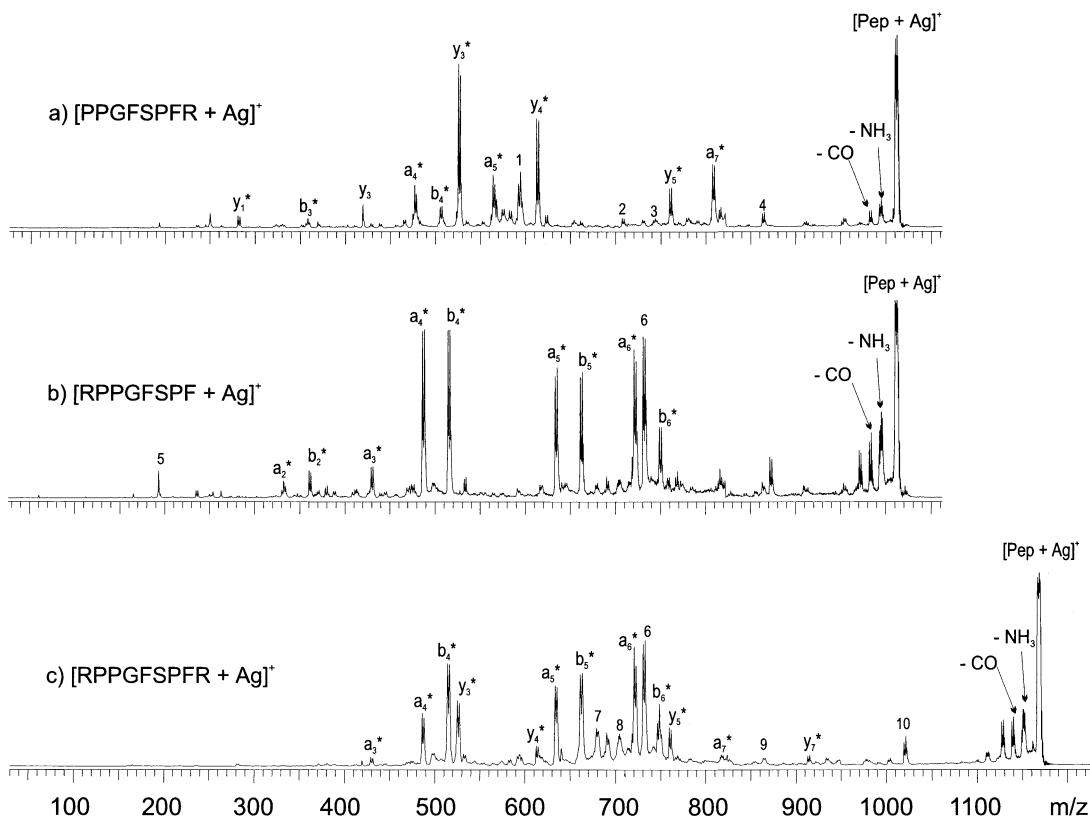 [Pep + Ag]⁺
y₃*
a) [PPGFSPFR + Ag]⁺
y₄*
- NH₃
- CO
a₅*
1
a₇*
a₄*
y₅*
b₄*
y₃
y₁*
b₃*
2
3
4
[Pep + Ag]⁺
a₄*
b₄*
6
a₆*
- NH₃
a₅*
b₅*
- CO
b) [RPPGFSPF + Ag]⁺
b₆*
5
a₂*
b₂*
a₃*
[Pep + Ag]⁺
- NH₃
a₆*
6
b₄*
- CO
c) [RPPGFSPFR + Ag]⁺
y₃*
a₅*
b₅*
b₆*
a₄*
7
8
y₅*
10
y₄*
a₃*
a₇*
9
y₇*
100 200 300 400 500 600 700 800 900 1000 1100 m/z